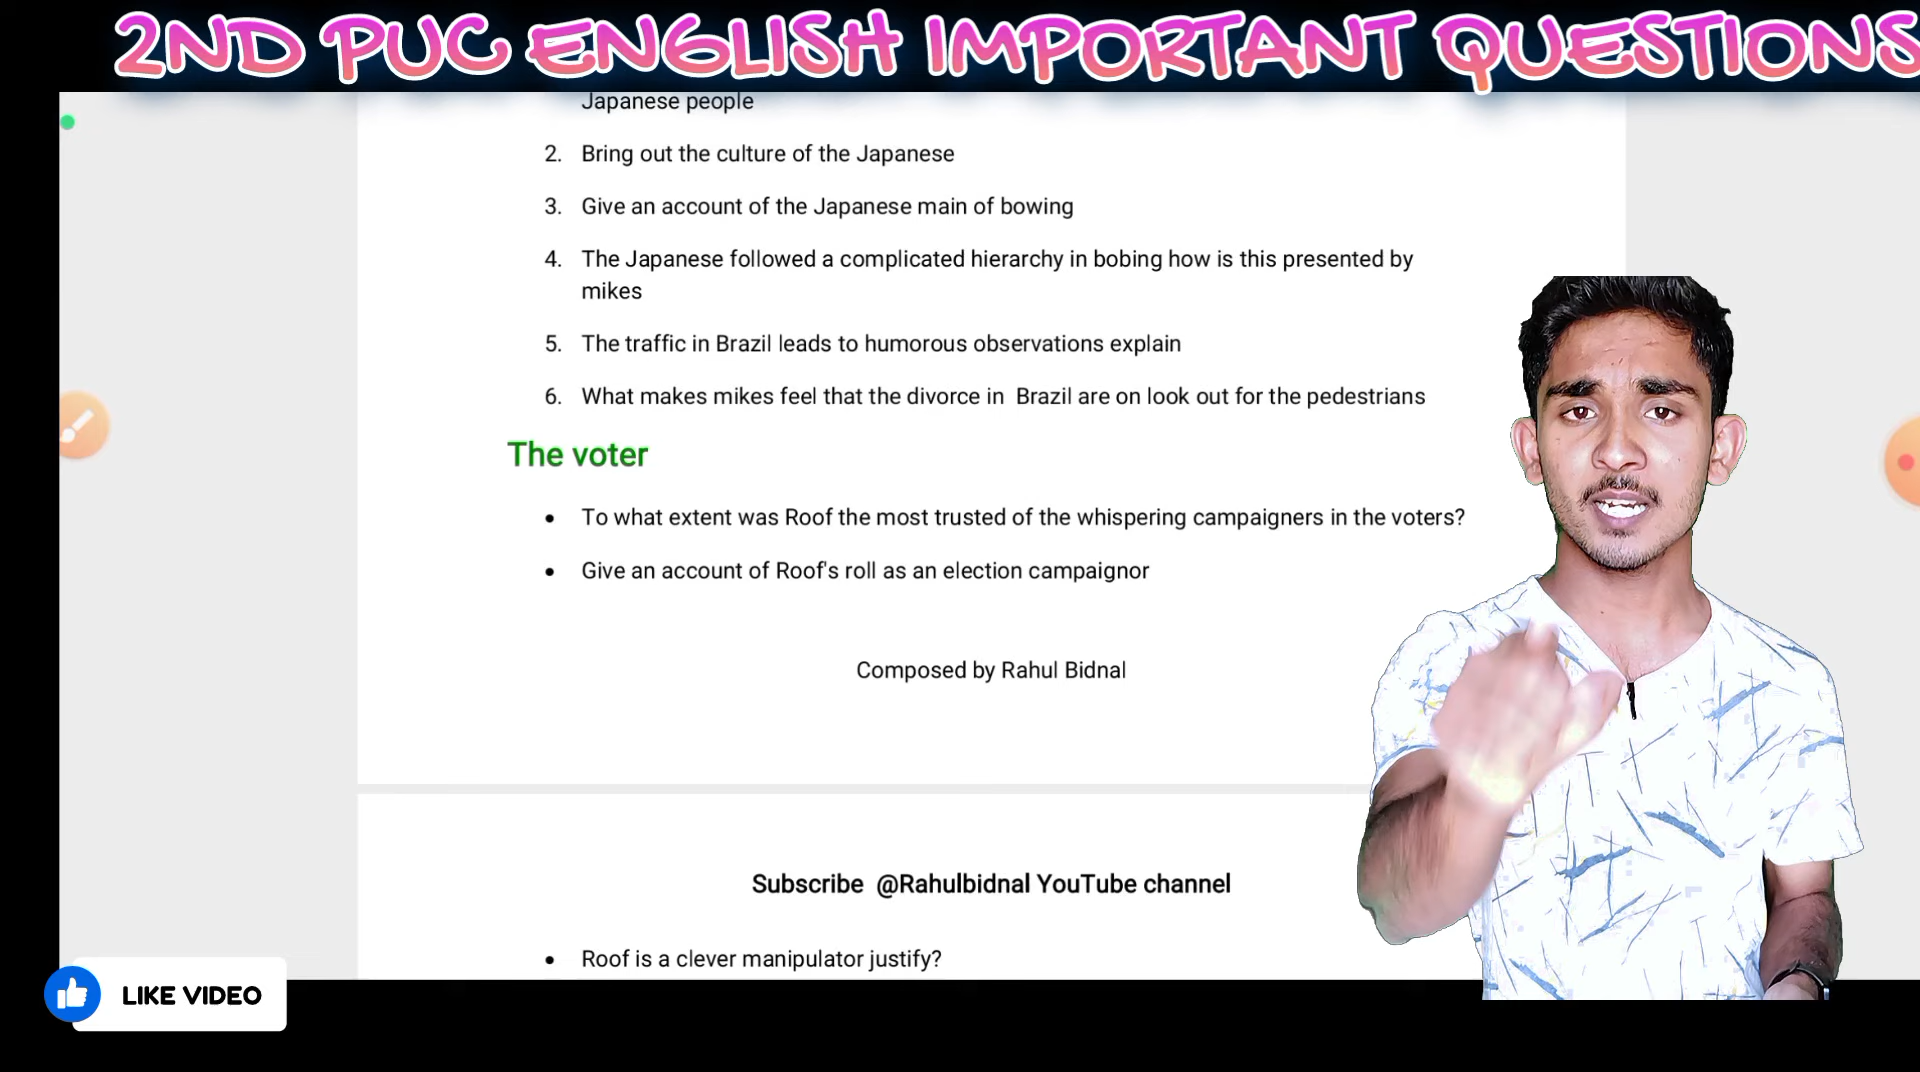 2ND PUC ENGLISH IMPORTANT QUESTIONS
Japanese people
2. Bring out the culture of the Japanese
3. Give an account of the Japanese main of bowing
4. The Japanese followed a complicated hierarchy in bobing how is this presented by
mikes
5. The traffic in Brazil leads to humorous observations explain
6. What makes mikes feel that the divorce in Brazil are on look out for the pedestrians
The voter
• To what extent was Roof the most trusted of the whispering campaigners in the voters?
• Give an account of Roof's roll as an election campaignor
Composed by Rahul Bidnal
Subscribe @Rahulbidnal YouTube channel
• Roof is a clever manipulator justify?
LIKE VIDEO